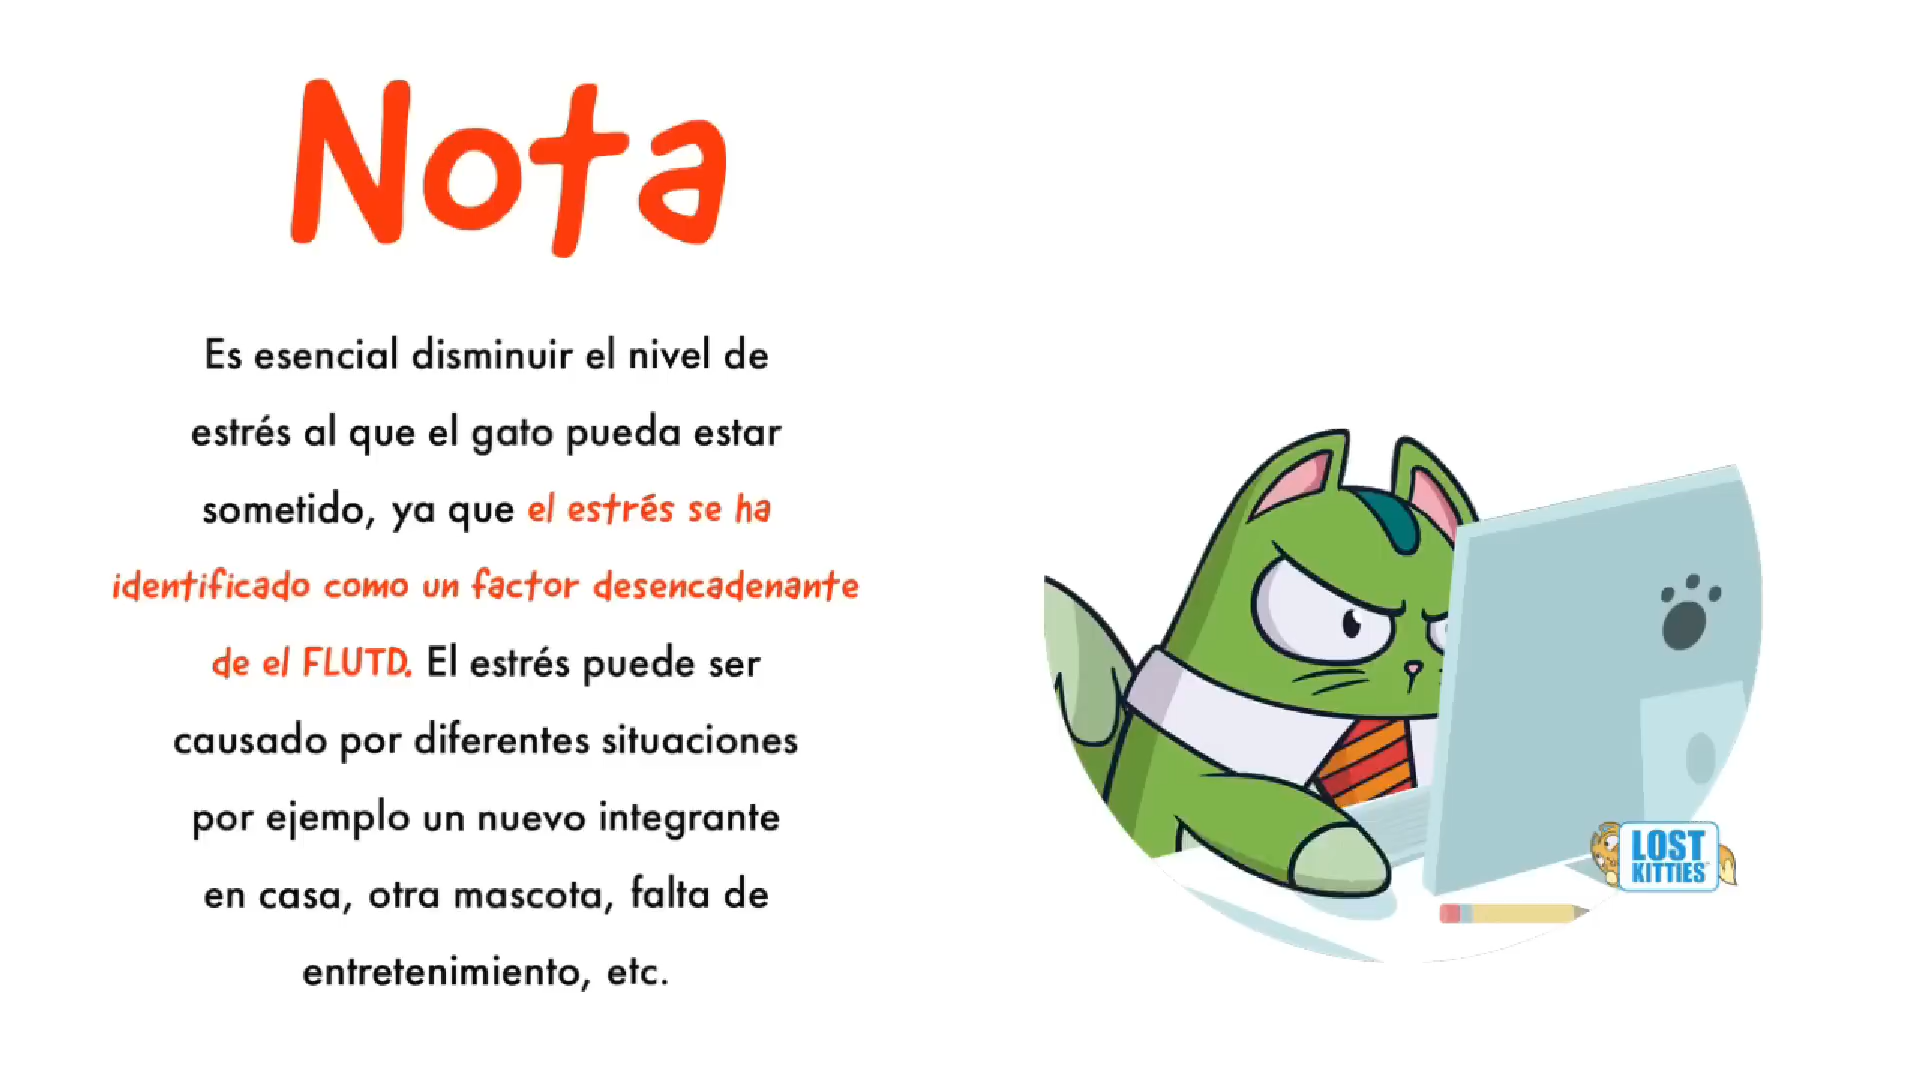 Nota
Es esencial disminuir el nivel de
estrés al que el gato pueda estar
sometido, ya que el estrés se ha
identificado como un factor desencadenante
de el FLUTD. El estrés puede ser
causado por diferentes situaciones
por ejemplo un nuevo integrante
en casa, otra mascota, falta de
entretenimiento, etc.
LOST
KITTIES